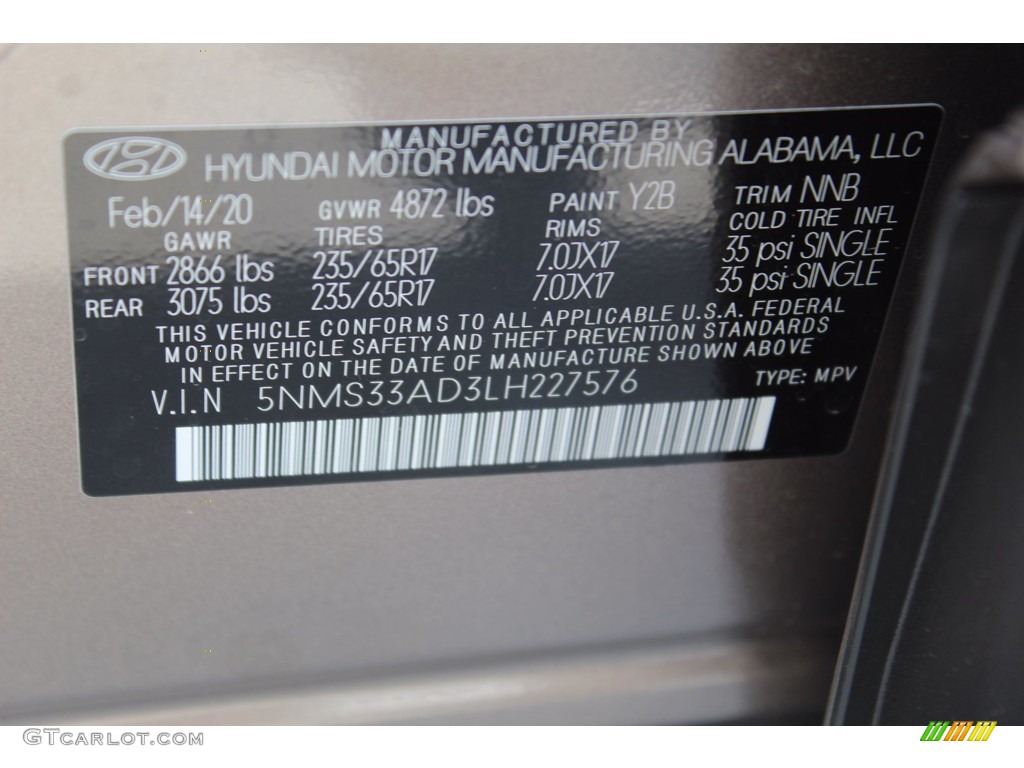 MANUFACTURED BY
HYUNDAI MOTOR MANUFACTURING ALABAMA, LLC
Feb/14/20 GVWR 4872 lbs PAINT Y2B TRIM NNB
GAWR TIRES RIMS COLD TIRE INFL
FRONT 2866 lbs 235/65R17 7.0JX17 35 psi SINGLE
REAR 3075 lbs 235/65R17 7.0JX17 35 psi SINGLE
THIS VEHICLE CONFORMS TO ALL APPLICABLE U.S.A. FEDERAL
MOTOR VEHICLE SAFETY AND THEFT PREVENTION STANDARDS
IN EFFECT ON THE DATE OF MANUFACTURE SHOWN ABOVE
V.I.N 5NMS33AD3LH227576 TYPE: MPV
GTCarLot.com